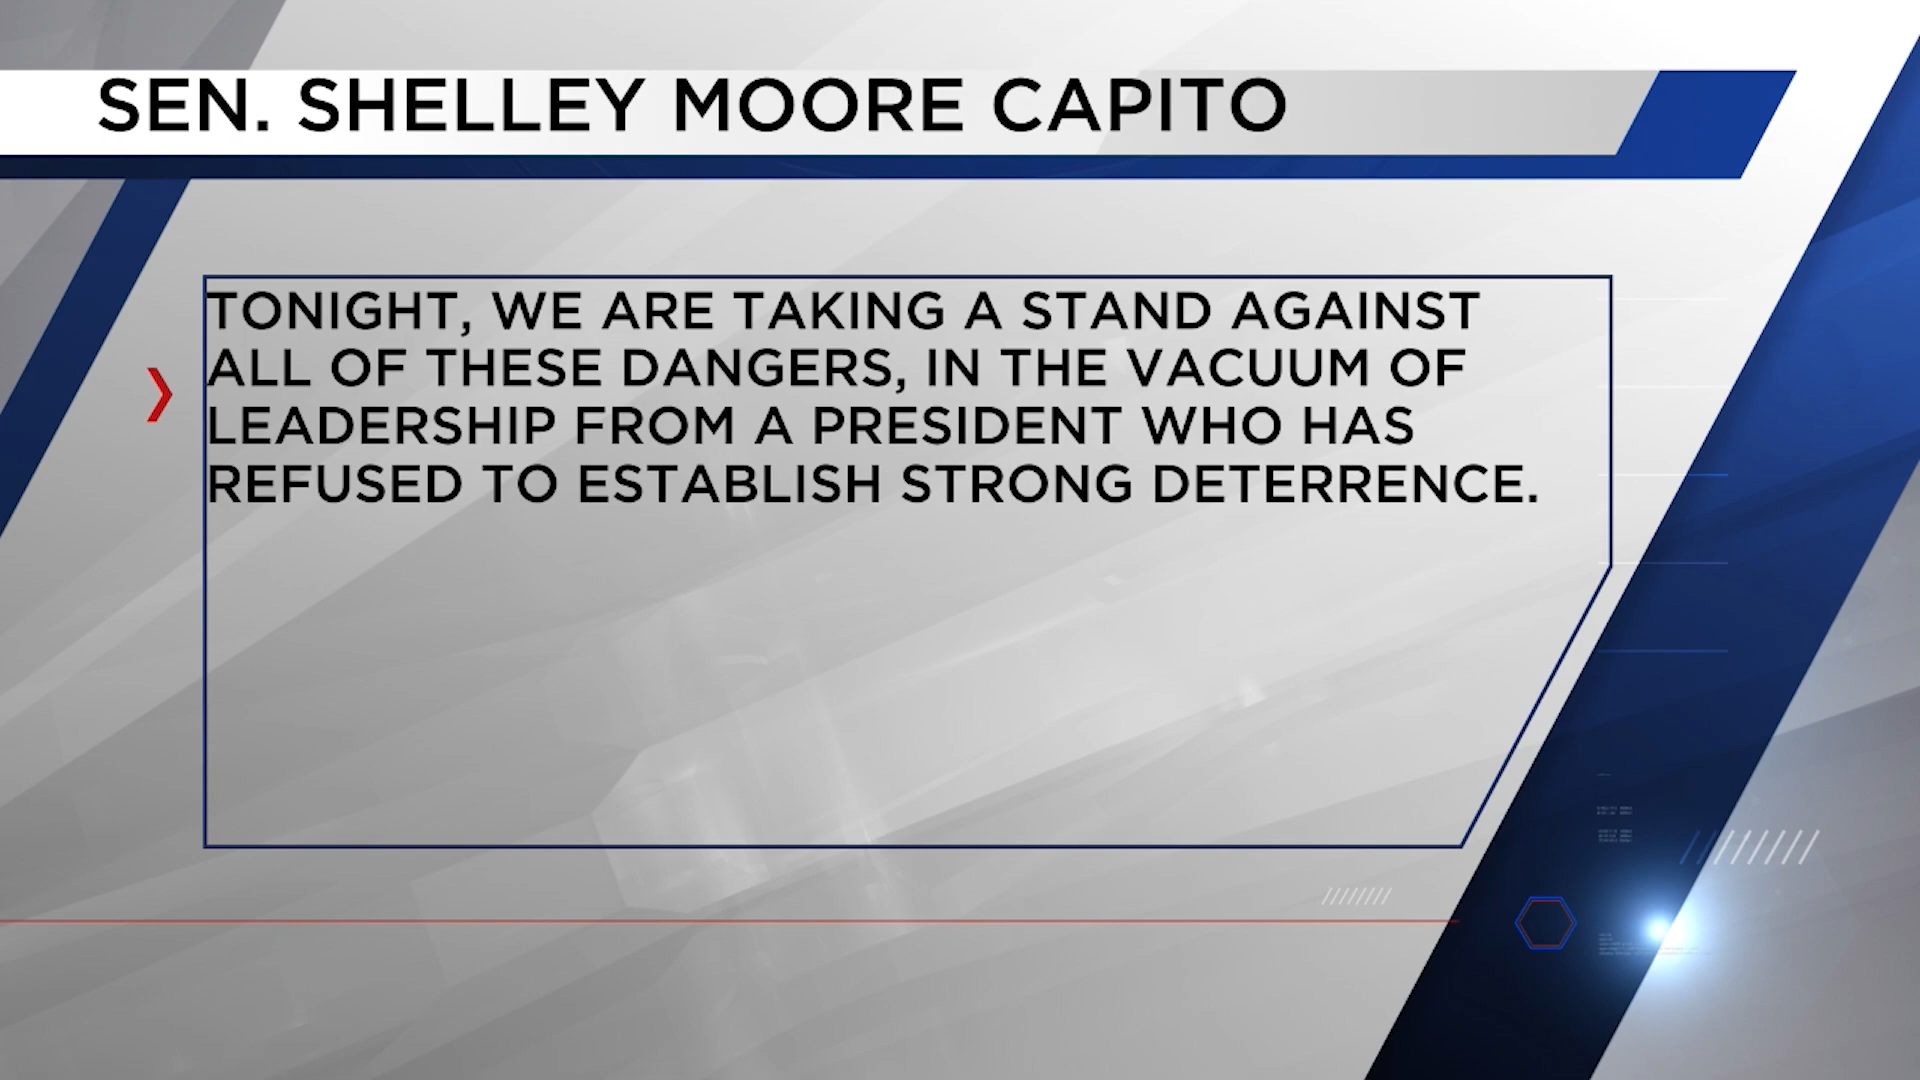 SEN. SHELLEY MOORE CAPITO
TONIGHT, WE ARE TAKING A STAND AGAINST
ALL OF THESE DANGERS, IN THE VACUUM OF
LEADERSHIP FROM A PRESIDENT WHO HAS
REFUSED TO ESTABLISH STRONG DETERRENCE.